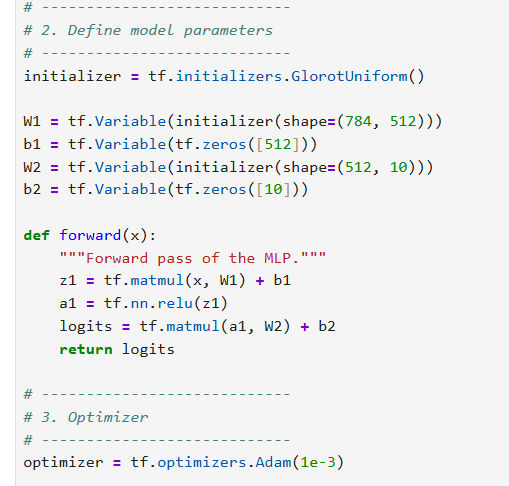 # ----------------------------
# 2. Define model parameters
# ----------------------------
initializer = tf.initializers.GlorotUniform()
W1 = tf.Variable(initializer(shape=(784, 512)))
b1 = tf.Variable(tf.zeros([512]))
W2 = tf.Variable(initializer(shape=(512, 10)))
b2 = tf.Variable(tf.zeros([10]))
def forward(x):
    """Forward pass of the MLP."""
    z1 = tf.matmul(x, W1) + b1
    a1 = tf.nn.relu(z1)
    logits = tf.matmul(a1, W2) + b2
    return logits
# ----------------------------
# 3. Optimizer
# ----------------------------
optimizer = tf.optimizers.Adam(1e-3)